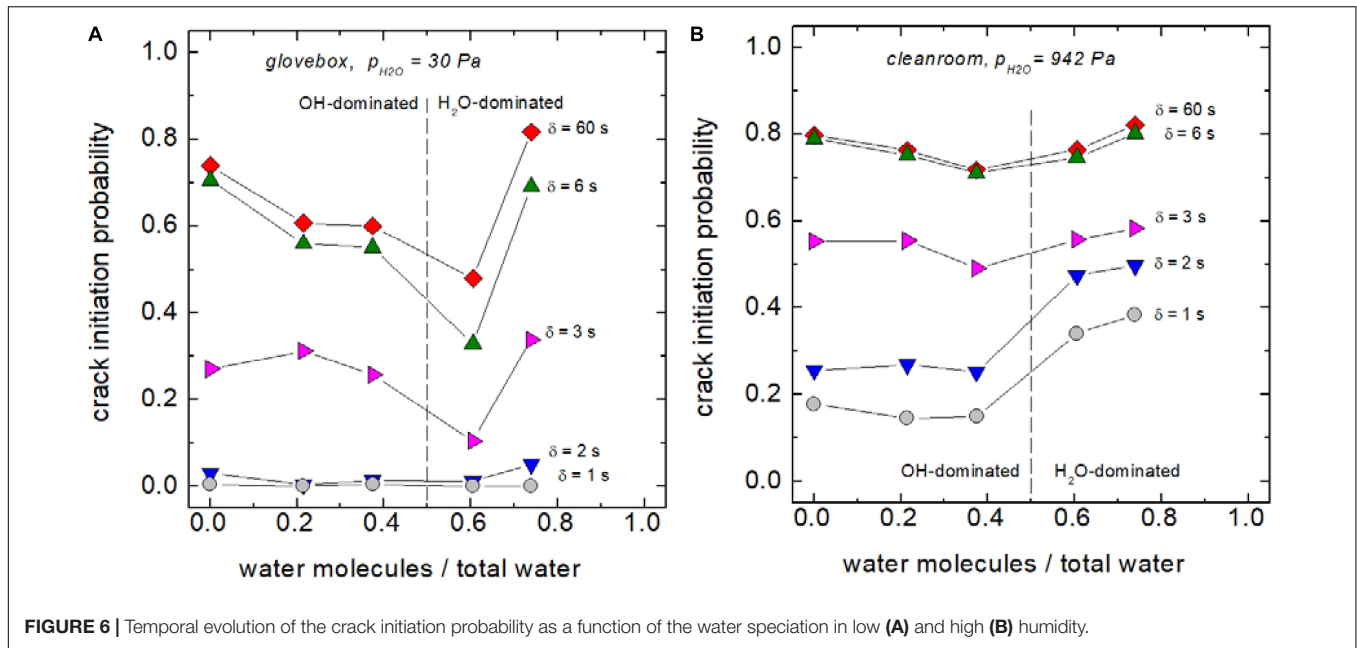 A
glovebox, p_H2O = 30 Pa
OH-dominated H₂O-dominated
δ = 60 s
δ = 6 s
δ = 3 s
δ = 2 s
δ = 1 s
1.0
0.8
0.6
0.4
0.2
0.0
crack initiation probability
0.0 0.2 0.4 0.6 0.8 1.0
water molecules / total water
B
cleanroom, p_H2O = 942 Pa
δ = 60 s
δ = 6 s
δ = 3 s
δ = 2 s
δ = 1 s
OH-dominated H₂O-dominated
1.0
0.8
0.6
0.4
0.2
0.0
crack initiation probability
0.0 0.2 0.4 0.6 0.8 1.0
water molecules / total water
FIGURE 6 | Temporal evolution of the crack initiation probability as a function of the water speciation in low (A) and high (B) humidity.